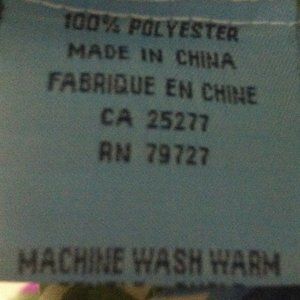 100% POLYESTER
MADE IN CHINA
FABRIQUE EN CHINE
CA 25277
RN 79727
MACHINE WASH WARM